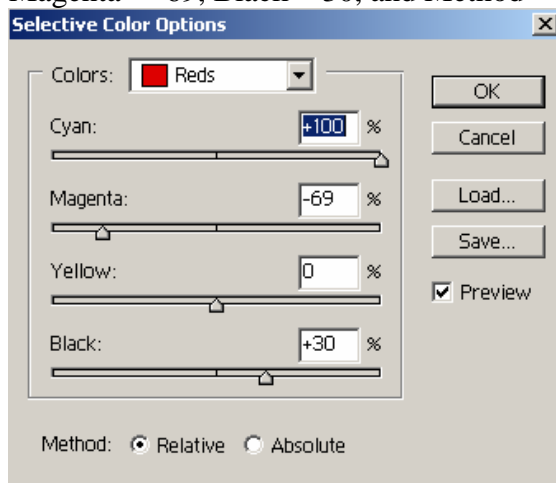 Selective Color Options
Colors: Reds
OK
Cyan: +100 %
Cancel
Magenta: -69 %
Load...
Save...
Yellow: 0 %
Preview
Black: +30 %
Method: Relative Absolute